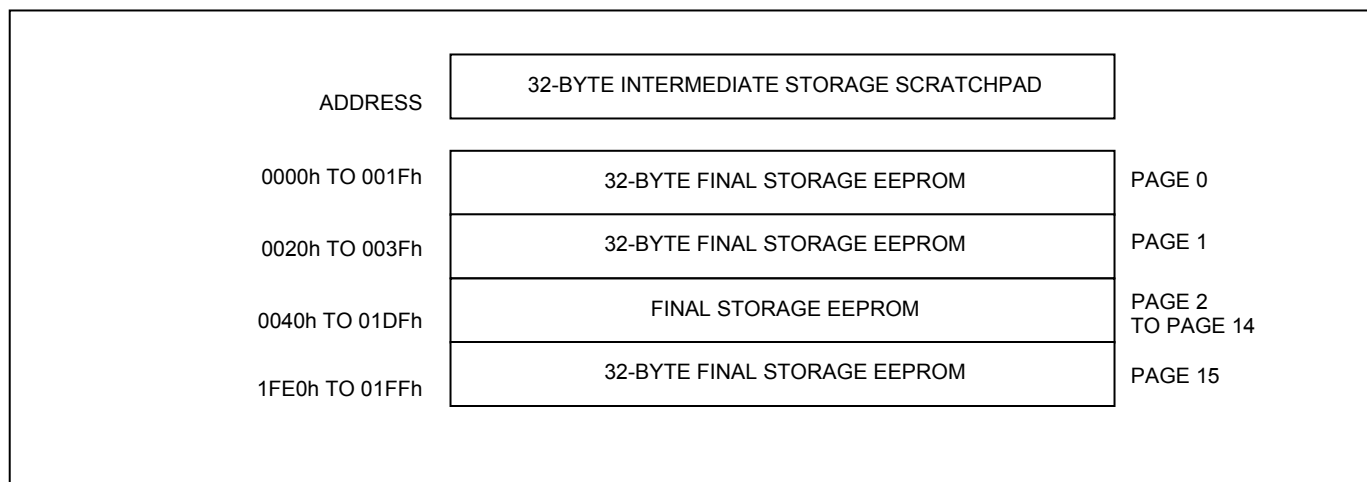 32-BYTE INTERMEDIATE STORAGE SCRATCHPAD
ADDRESS
0000h TO 001Fh 32-BYTE FINAL STORAGE EEPROM PAGE 0
0020h TO 003Fh 32-BYTE FINAL STORAGE EEPROM PAGE 1
0040h TO 01DFh FINAL STORAGE EEPROM PAGE 2
TO PAGE 14
1FE0h TO 01FFh 32-BYTE FINAL STORAGE EEPROM PAGE 15